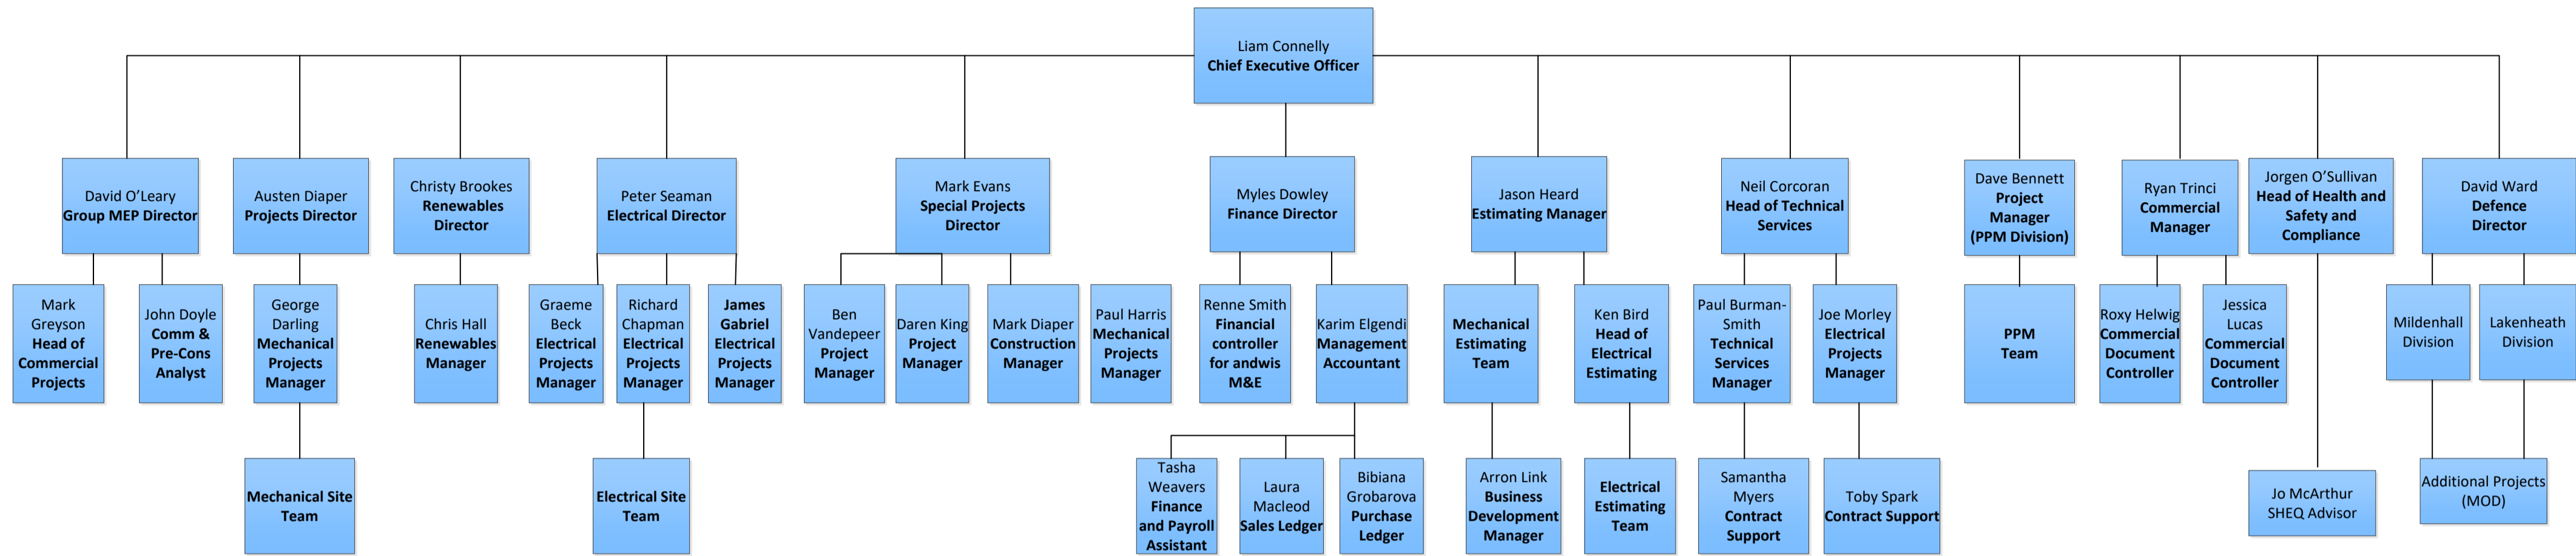 Liam Connelly
Chief Executive Officer
David O’Leary
Group MEP Director
Austen Diaper
Projects Director
Christy Brookes
Renewables
Director
Peter Seaman
Electrical Director
Mark Evans
Special Projects
Director
Myles Dowley
Finance Director
Jason Heard
Estimating Manager
Neil Corcoran
Head of Technical
Services
Dave Bennett
Project
Manager
(PPM Division)
Ryan Trinci
Commercial
Manager
Jorgen O’Sullivan
Head of Health and
Safety and
Compliance
David Ward
Defence
Director
Mark
Greyson
Head of
Commercial
Projects
John Doyle
Comm &
Pre-Cons
Analyst
George
Darling
Mechanical
Projects
Manager
Chris Hall
Renewables
Manager
Graeme
Beck
Electrical
Projects
Manager
Richard
Chapman
Electrical
Projects
Manager
James
Gabriel
Electrical
Projects
Manager
Ben
Vandepeer
Project
Manager
Daren King
Project
Manager
Mark Diaper
Construction
Manager
Paul Harris
Mechanical
Projects
Manager
Renne Smith
Financial
controller
for andwis
M&E
Karim Elgendi
Management
Accountant
Mechanical
Estimating
Team
Ken Bird
Head of
Electrical
Estimating
Paul Burman-
Smith
Technical
Services
Manager
Joe Morley
Electrical
Projects
Manager
PPM
Team
Roxy Helwig
Commercial
Document
Controller
Jessica
Lucas
Commercial
Document
Controller
Mildenhall
Division
Lakenheath
Division
Mechanical Site
Team
Electrical Site
Team
Tasha
Weavers
Finance
and Payroll
Assistant
Laura
Macleod
Sales Ledger
Bibiana
Grobarova
Purchase
Ledger
Arron Link
Business
Development
Manager
Electrical
Estimating
Team
Samantha
Myers
Contract
Support
Toby Spark
Contract Support
Jo McArthur
SHEQ Advisor
Additional Projects
(MOD)